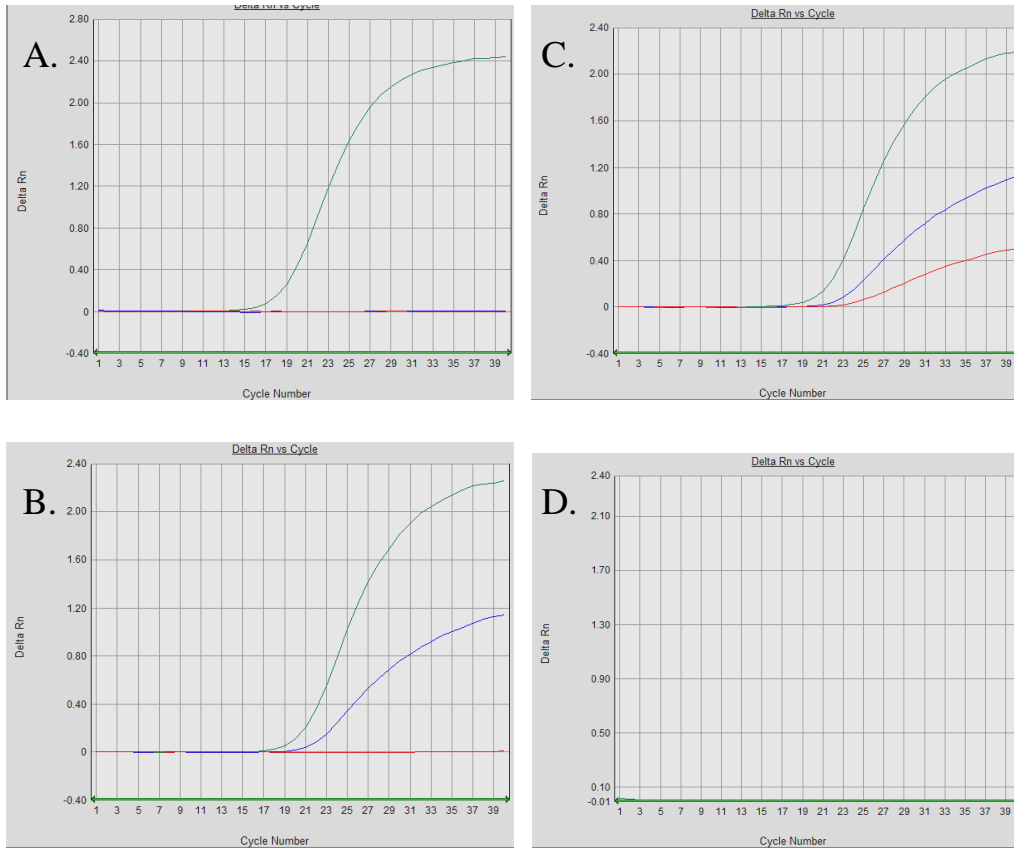 Delta Rn vs Cycle
A.
2.80
2.40
2.00
1.60
1.20
0.80
0.40
0
-0.40
Delta Rn
1 3 5 7 9 11 13 15 17 19 21 23 25 27 29 31 33 35 37 39
Cycle Number
Delta Rn vs Cycle
C.
2.40
2.00
1.60
1.20
0.80
0.40
0
-0.40
Delta Rn
1 3 5 7 9 11 13 15 17 19 21 23 25 27 29 31 33 35 37 39
Cycle Number
Delta Rn vs Cycle
B.
2.40
2.00
1.60
1.20
0.80
0.40
0
-0.40
Delta Rn
1 3 5 7 9 11 13 15 17 19 21 23 25 27 29 31 33 35 37 39
Cycle Number
Delta Rn vs Cycle
D.
2.40
2.10
1.70
1.30
0.90
0.50
0.10
-0.01
Delta Rn
1 3 5 7 9 11 13 15 17 19 21 23 25 27 29 31 33 35 37 39
Cycle Number